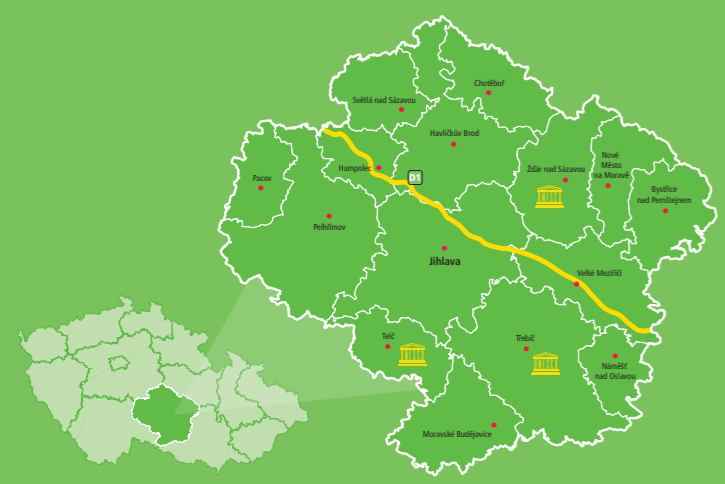 Chotěboř
Světlá nad Sázavou
Havlíčkův Brod
Humpolec
D1
Žďár nad Sázavou
Nové
Město
na Moravě
Bystřice
nad Pernštejnem
Pacov
Pelhřimov
Jihlava
Velké Meziříčí
Telč
Třebíč
Náměšť
nad Oslavou
Moravské Budějovice